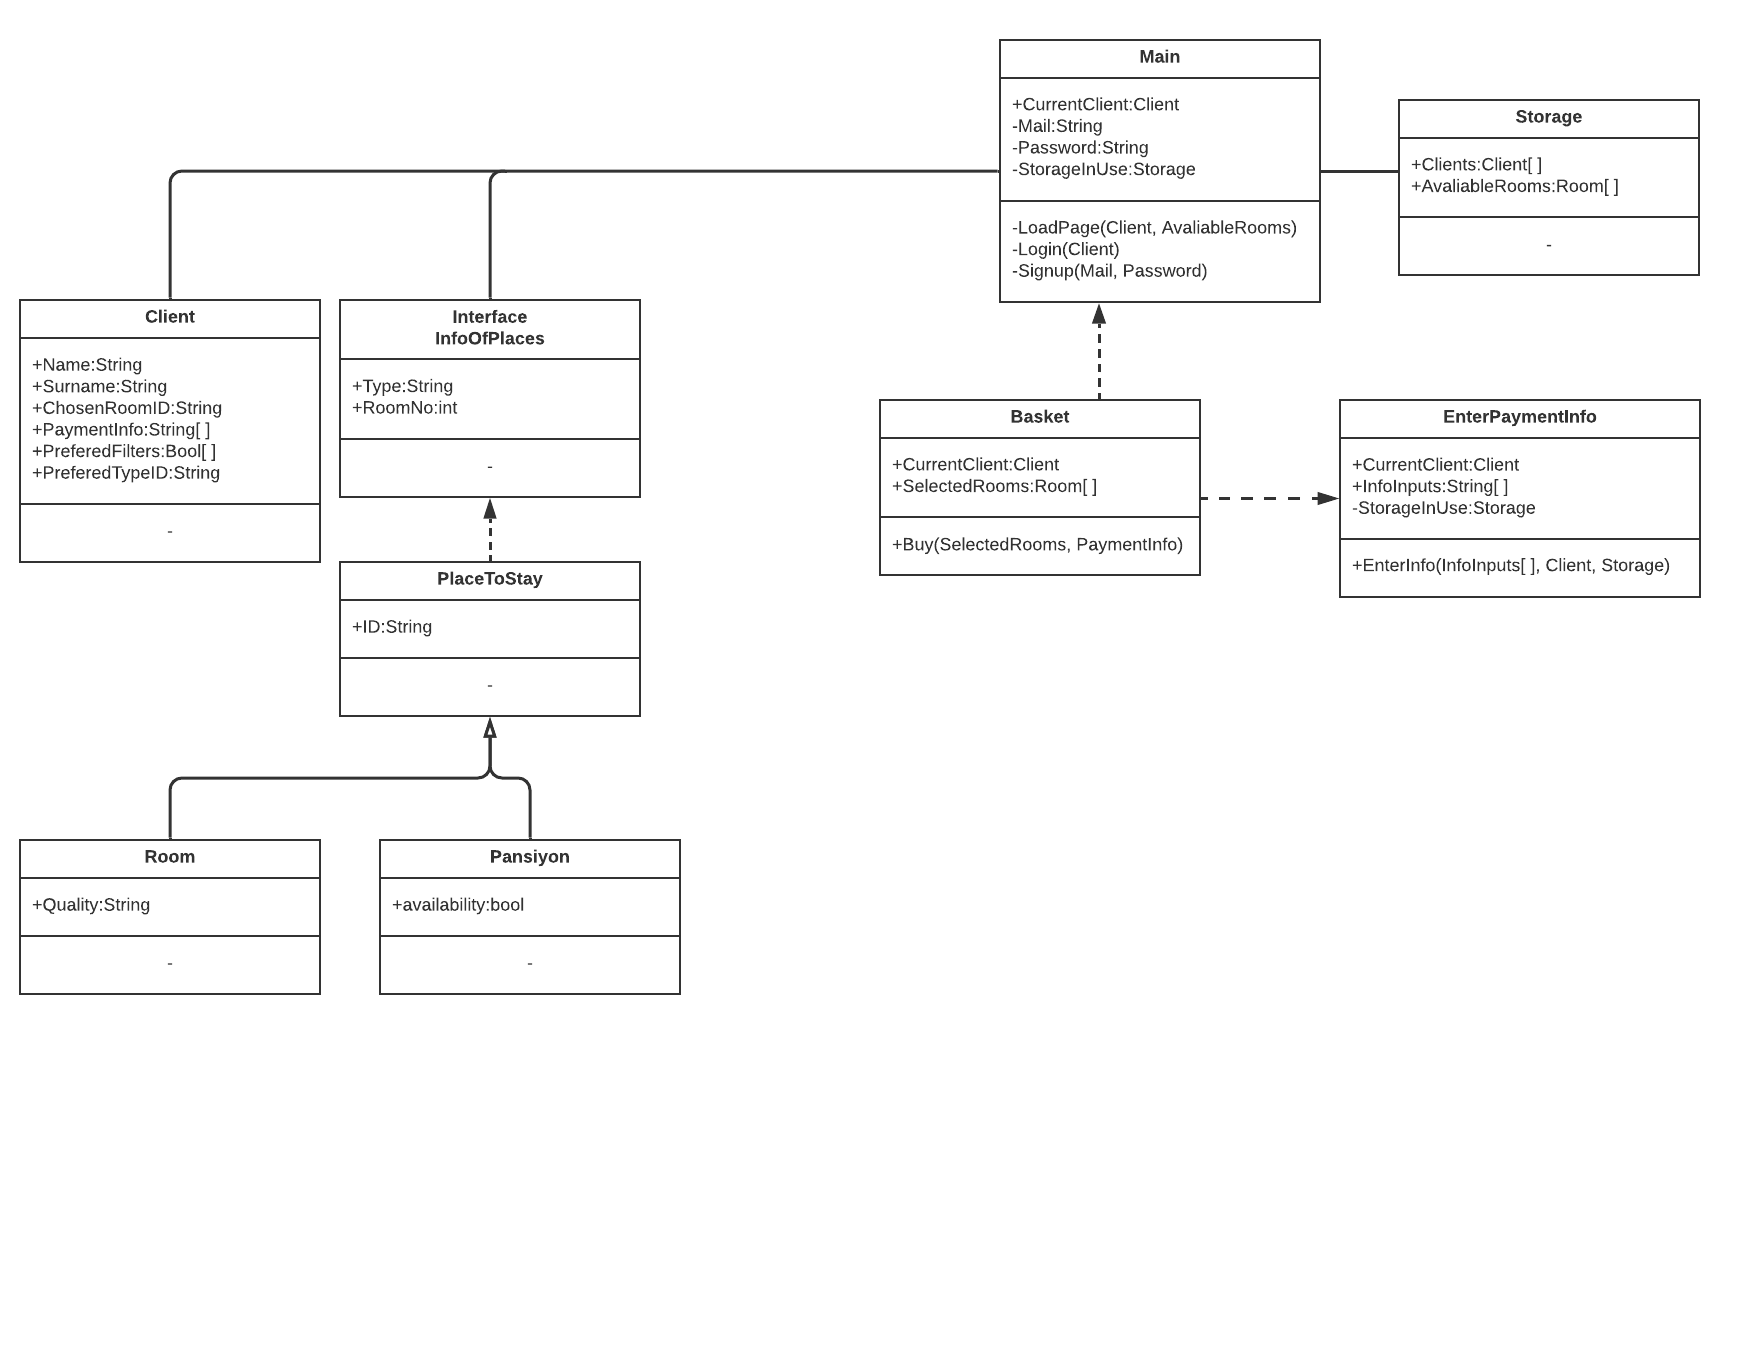 Main
+CurrentClient:Client
-Mail:String
-Password:String
-StorageInUse:Storage
-LoadPage(Client, AvaliableRooms)
-Login(Client)
-Signup(Mail, Password)
Storage
+Clients:Client[ ]
+AvaliableRooms:Room[ ]
-
Client
+Name:String
+Surname:String
+ChosenRoomID:String
+PaymentInfo:String[ ]
+PreferedFilters:Bool[ ]
+PreferedTypeID:String
-
Interface
InfoOfPlaces
+Type:String
+RoomNo:int
-
Basket
+CurrentClient:Client
+SelectedRooms:Room[ ]
+Buy(SelectedRooms, PaymentInfo)
EnterPaymentInfo
+CurrentClient:Client
+InfoInputs:String[ ]
-StorageInUse:Storage
+EnterInfo(InfoInputs[ ], Client, Storage)
PlaceToStay
+ID:String
-
Room
+Quality:String
-
Pansiyon
+availability:bool
-